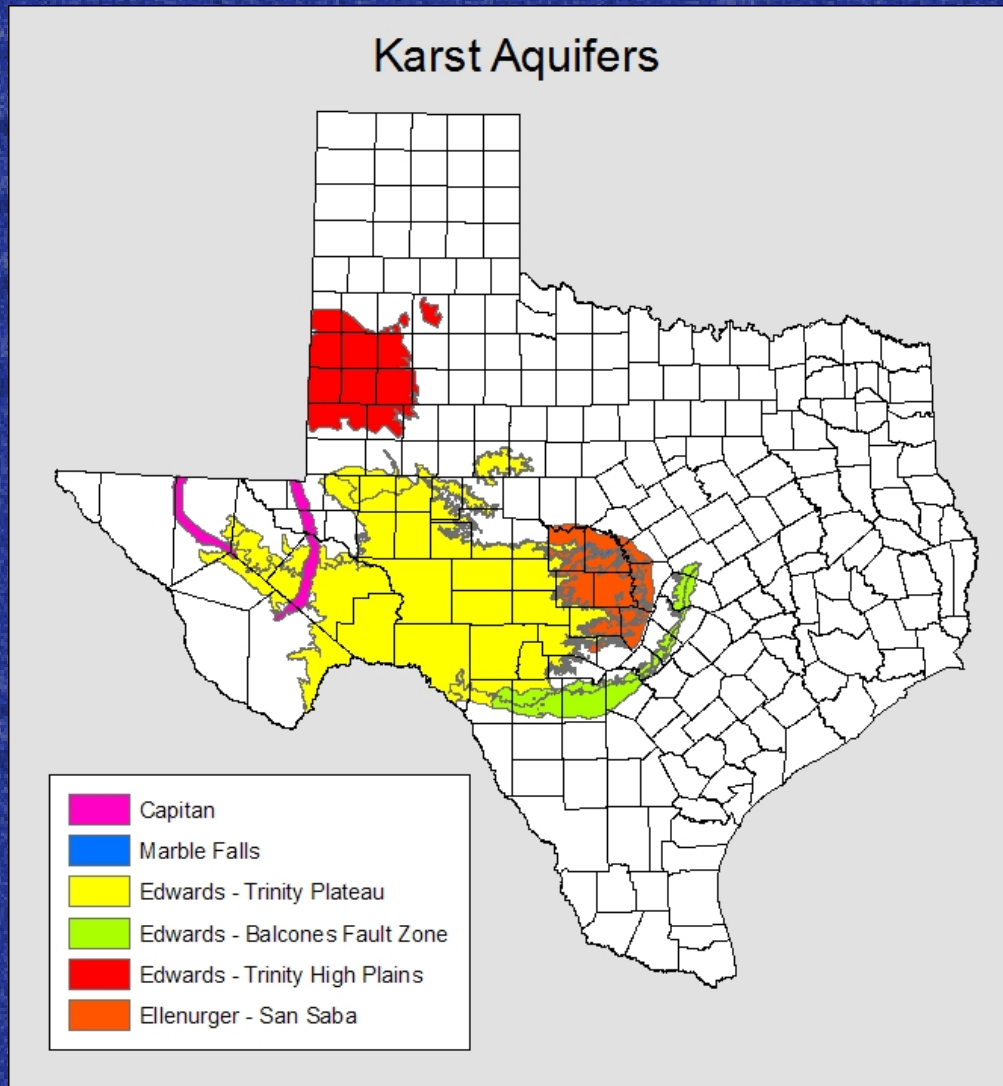 Karst Aquifers
Capitan
Marble Falls
Edwards - Trinity Plateau
Edwards - Balcones Fault Zone
Edwards - Trinity High Plains
Ellenurger - San Saba